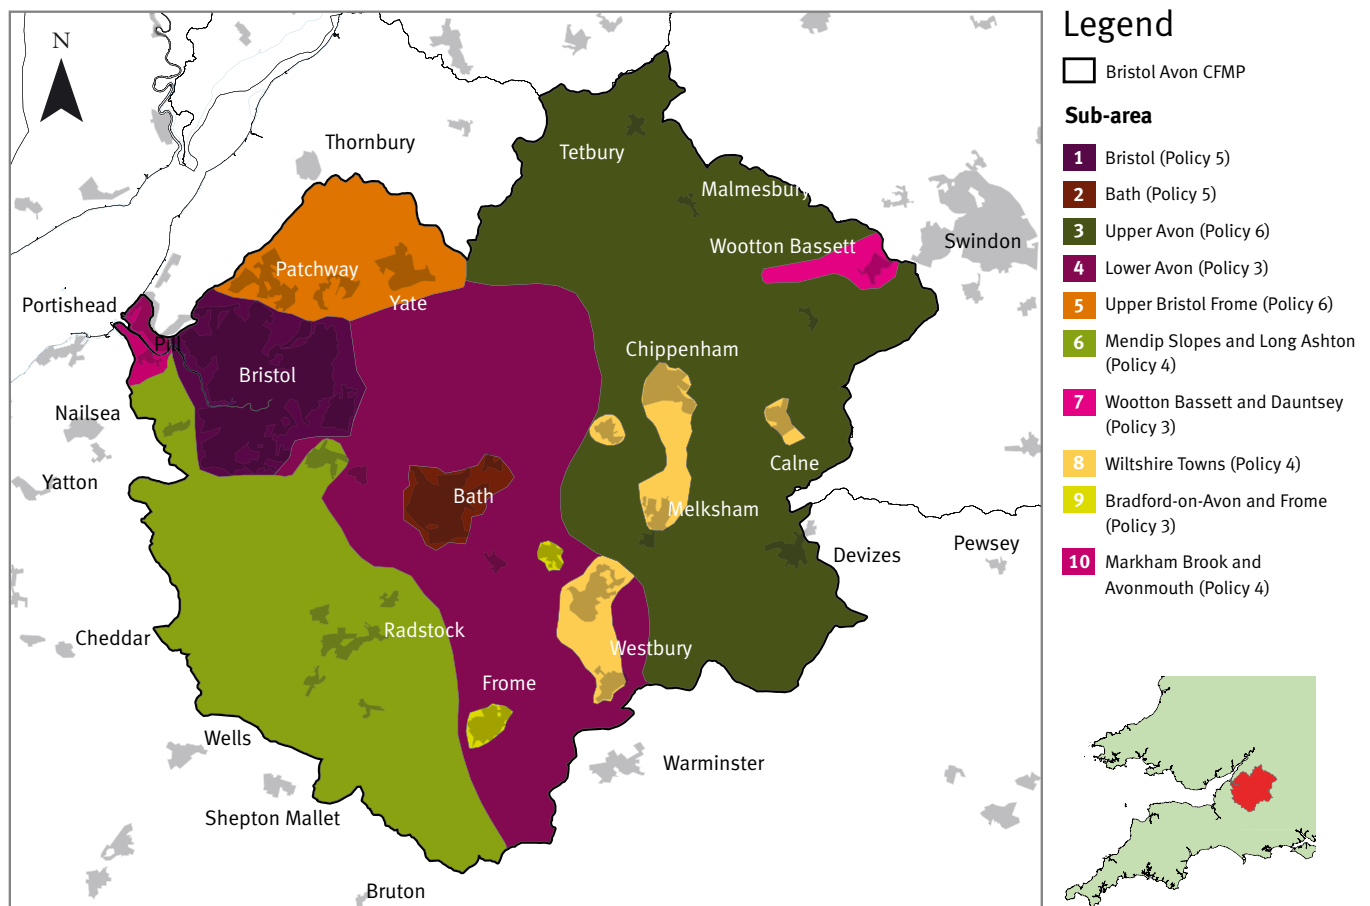 N
Thornbury
Tetbury
Malmesbury
Wootton Bassett
Swindon
Patchway
Yate
Portishead
Pill
Bristol
Chippenham
Nailsea
Calne
Yatton
Bath
Melksham
Devizes
Pewsey
Cheddar
Radstock
Westbury
Frome
Wells
Warminster
Shepton Mallet
Bruton
Legend
Bristol Avon CFMP
Sub-area
1 Bristol (Policy 5)
2 Bath (Policy 5)
3 Upper Avon (Policy 6)
4 Lower Avon (Policy 3)
5 Upper Bristol Frome (Policy 6)
6 Mendip Slopes and Long Ashton
(Policy 4)
7 Wootton Bassett and Dauntsey
(Policy 3)
8 Wiltshire Towns (Policy 4)
9 Bradford-on-Avon and Frome
(Policy 3)
10 Markham Brook and
Avonmouth (Policy 4)